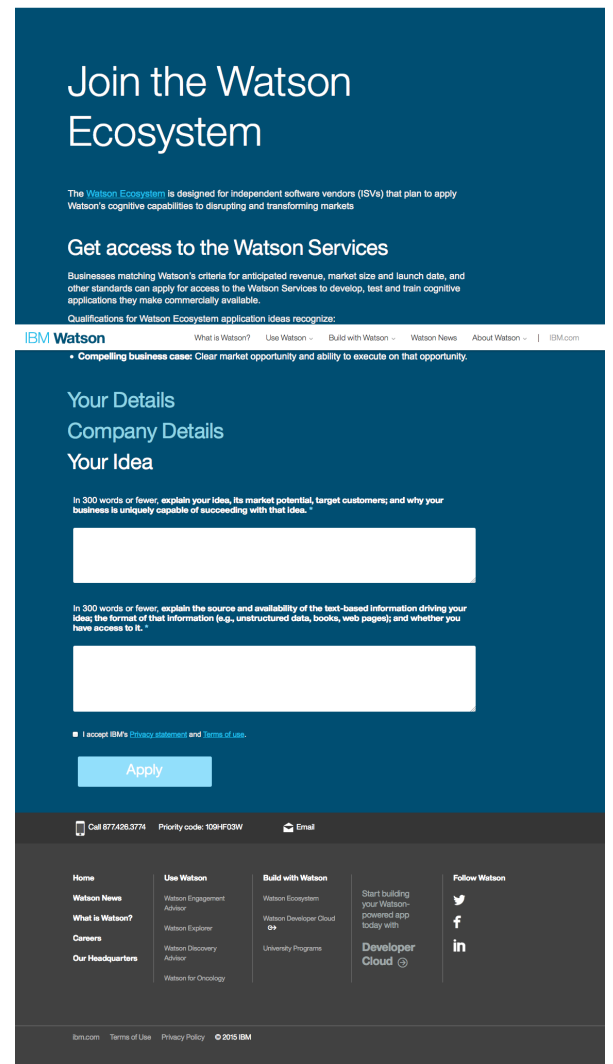 Join the Watson
Ecosystem
The Watson Ecosystem is designed for independent software vendors (ISVs) that plan to apply
Watson's cognitive capabilities to disrupting and transforming markets
Get access to the Watson Services
Businesses matching Watson's criteria for anticipated revenue, market size and launch date, and
other standards can apply for access to the Watson Services to develop, test and train cognitive
applications they make commercially available.
Qualifications for Watson Ecosystem application ideas recognize:
IBM Watson
What is Watson? Use Watson Build with Watson Watson News About Watson | IBM.com
• Compelling business case: Clear market opportunity and ability to execute on that opportunity.
Your Details
Company Details
Your Idea
In 300 words or fewer, explain your idea, its market potential, target customers; and why your
business is uniquely capable of succeeding with that idea. *
In 300 words or fewer, explain the source and availability of the text-based information driving your
idea; the format of that information (e.g., unstructured data, books, web pages); and whether you
have access to it. *
I accept IBM's Privacy statement and Terms of use.
Apply
Call 877.426.3774 Priority code: 109HF03W Email
Home
Watson News
What is Watson?
Careers
Our Headquarters
Use Watson
Watson Engagement
Advisor
Watson Explorer
Watson Discovery
Advisor
Watson for Oncology
Build with Watson
Watson Ecosystem
Watson Developer Cloud
University Programs
Start building
your Watson-
powered app
today with
Developer
Cloud
Follow Watson
ibm.com Terms of Use Privacy Policy © 2015 IBM